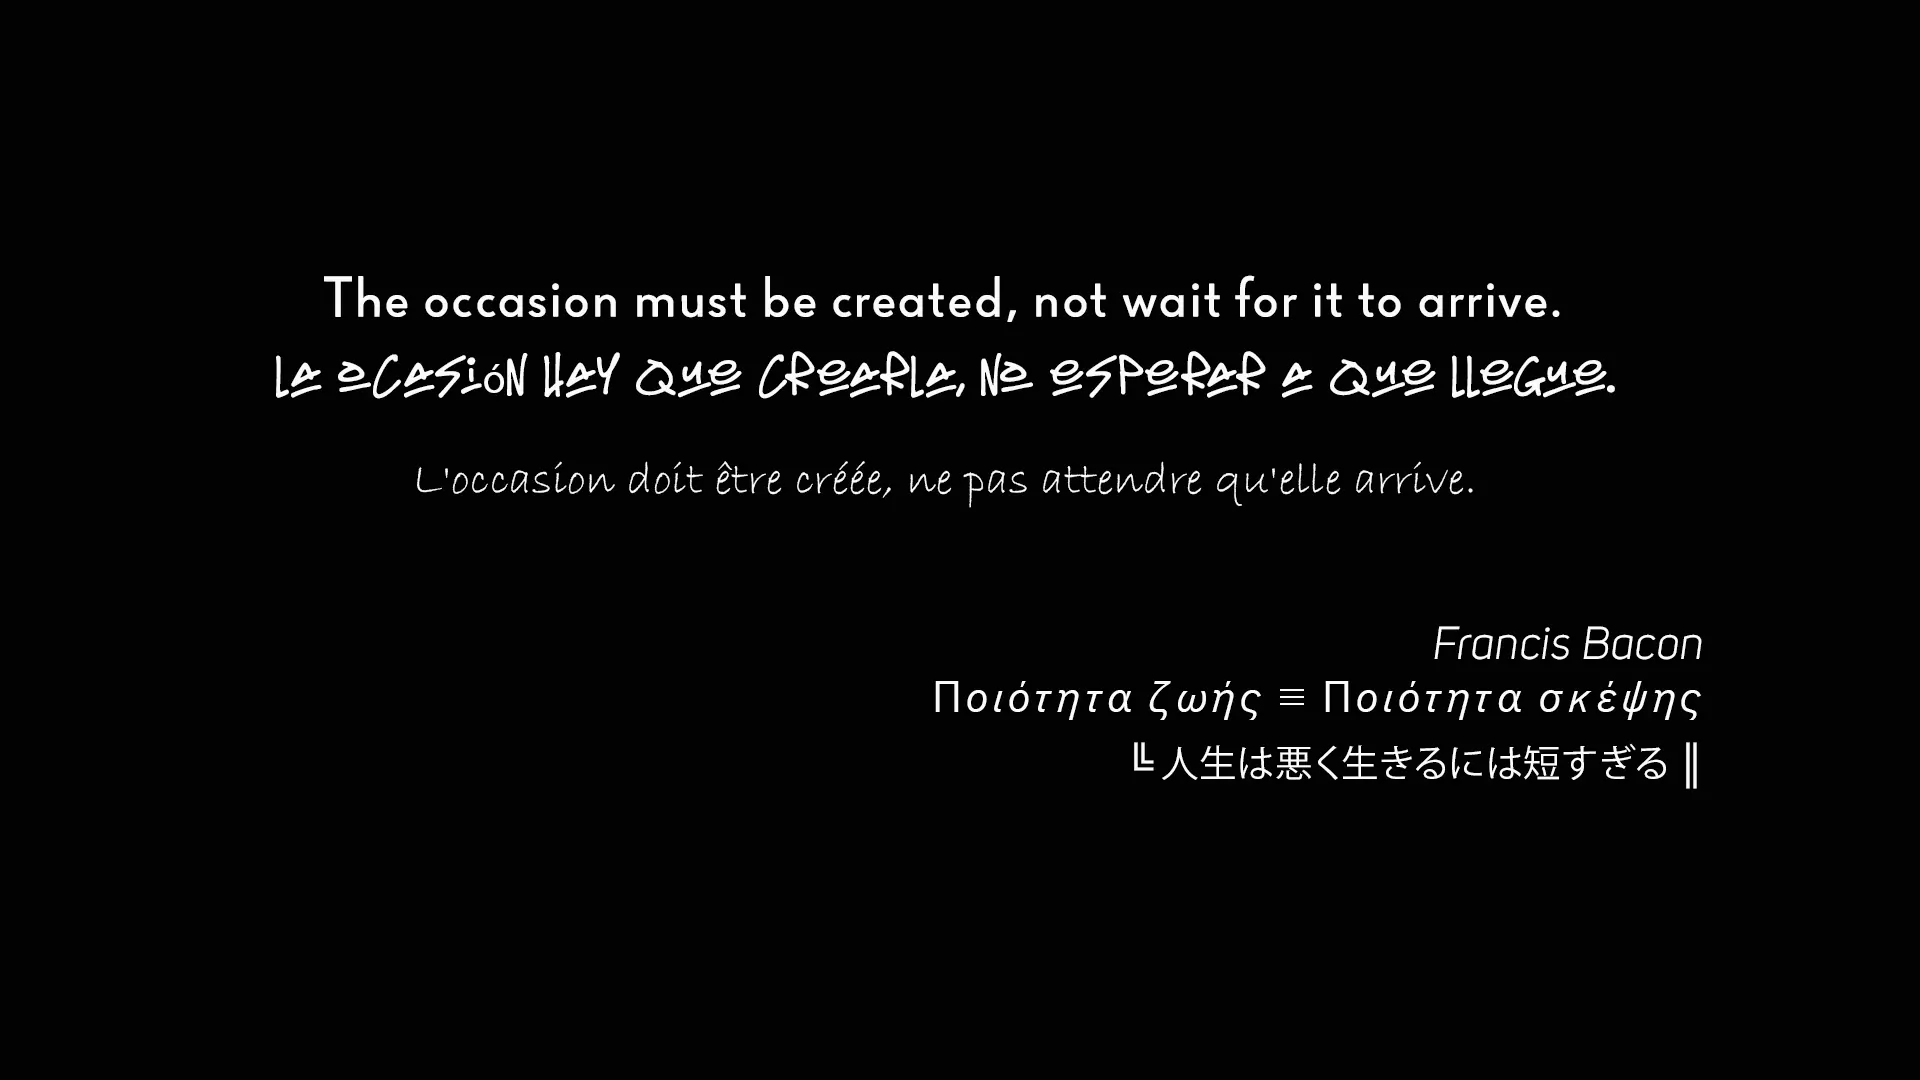 The occasion must be created, not wait for it to arrive.
La ocasión hay que crearla, no esperar a que llegue.
L'occasion doit être créée, ne pas attendre qu'elle arrive.
Francis Bacon
Ποιότητα ζωής ≡ Ποιότητα σκέψης
╚ 人生は悪く生きるには短すぎる ║